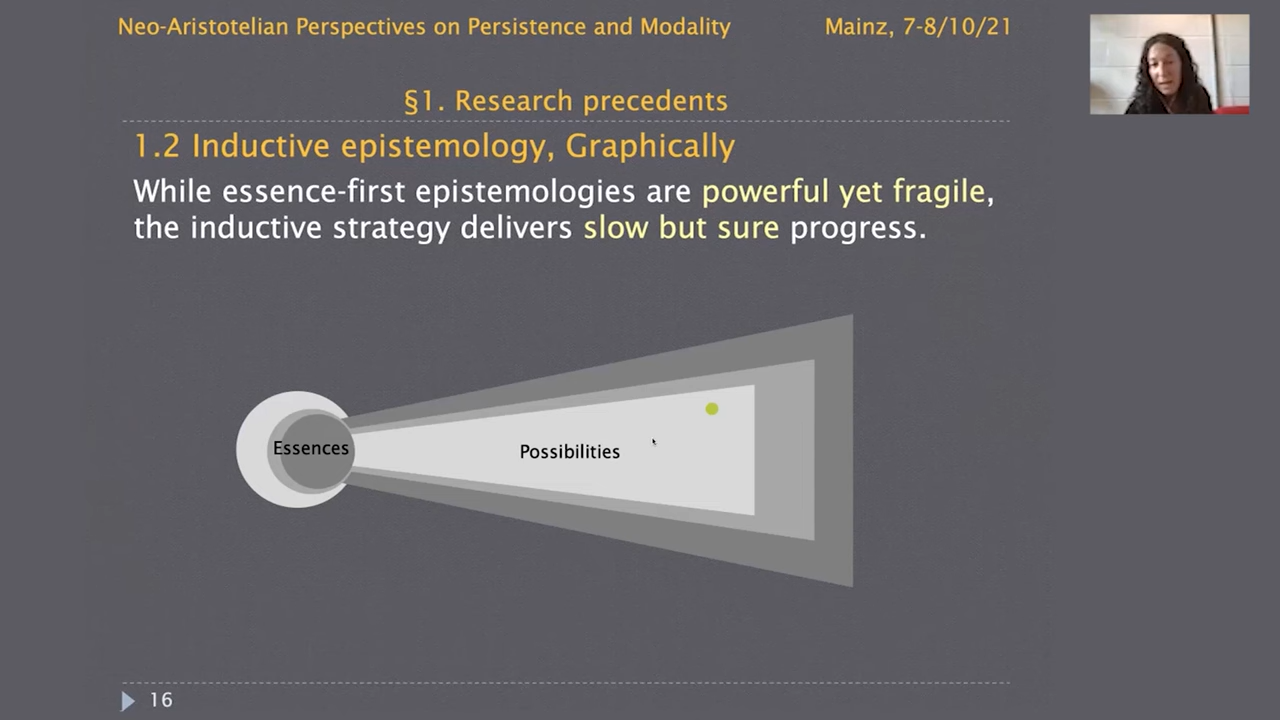 Neo-Aristotelian Perspectives on Persistence and Modality Mainz, 7-8/10/21
§1. Research precedents
1.2 Inductive epistemology, Graphically
While essence-first epistemologies are powerful yet fragile,
the inductive strategy delivers slow but sure progress.
Essences
Possibilities
16